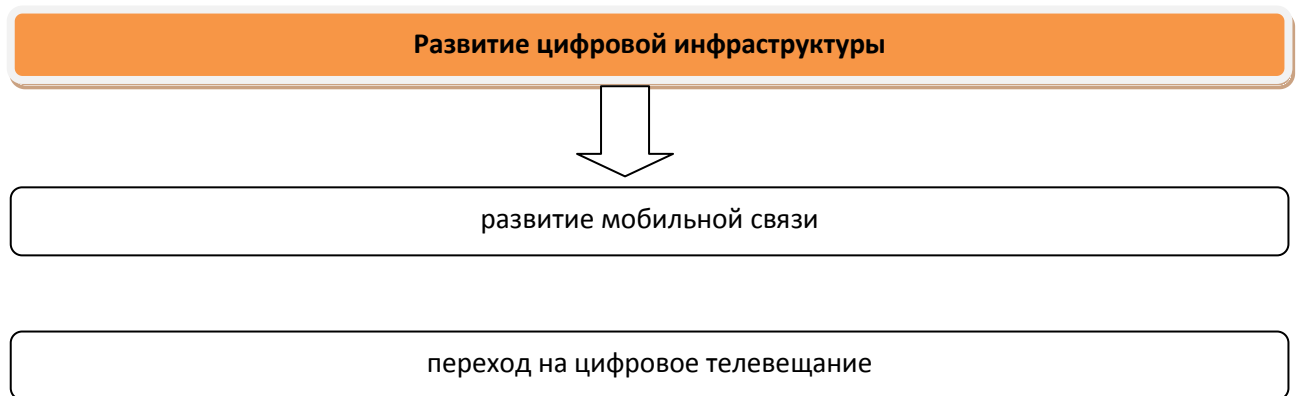 Развитие цифровой инфраструктуры
развитие мобильной связи
переход на цифровое телевещание